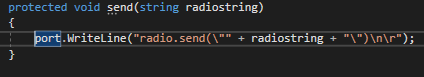 protected void send(string radiostring)
{
port.WriteLine("radio.send(\"" + radiostring + "\")\n\r");
}